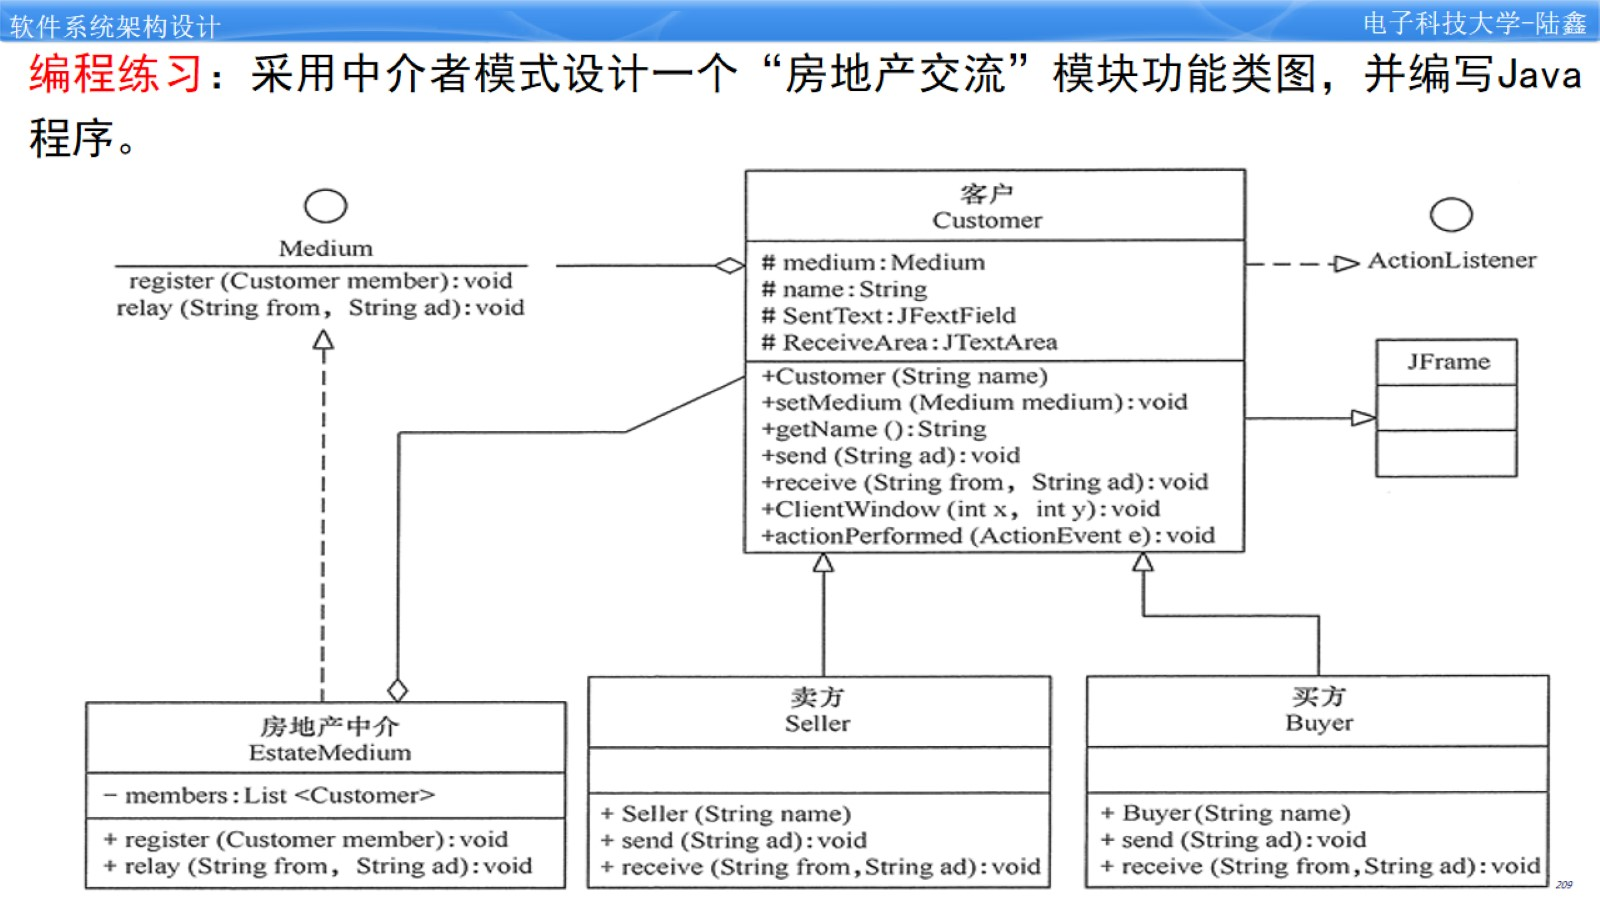 软件系统架构设计
电子科技大学-陆鑫
编程练习：采用中介者模式设计一个“房地产交流”模块功能类图，并编写Java
程序。
Medium
register (Customer member):void
relay (String from, String ad):void
客户
Customer
# medium:Medium
# name:String
# SentText:JFextField
# ReceiveArea:JTextArea
+Customer (String name)
+setMedium (Medium medium):void
+getName ():String
+send (String ad):void
+receive (String from, String ad):void
+ClientWindow (int x, int y):void
+actionPerformed (ActionEvent e):void
ActionListener
JFrame
房地产中介
EstateMedium
- members:List <Customer>
+ register (Customer member):void
+ relay (String from, String ad):void
卖方
Seller
+ Seller (String name)
+ send (String ad):void
+ receive (String from,String ad):void
买方
Buyer
+ Buyer(String name)
+ send (String ad):void
+ receive (String from,String ad):void
209